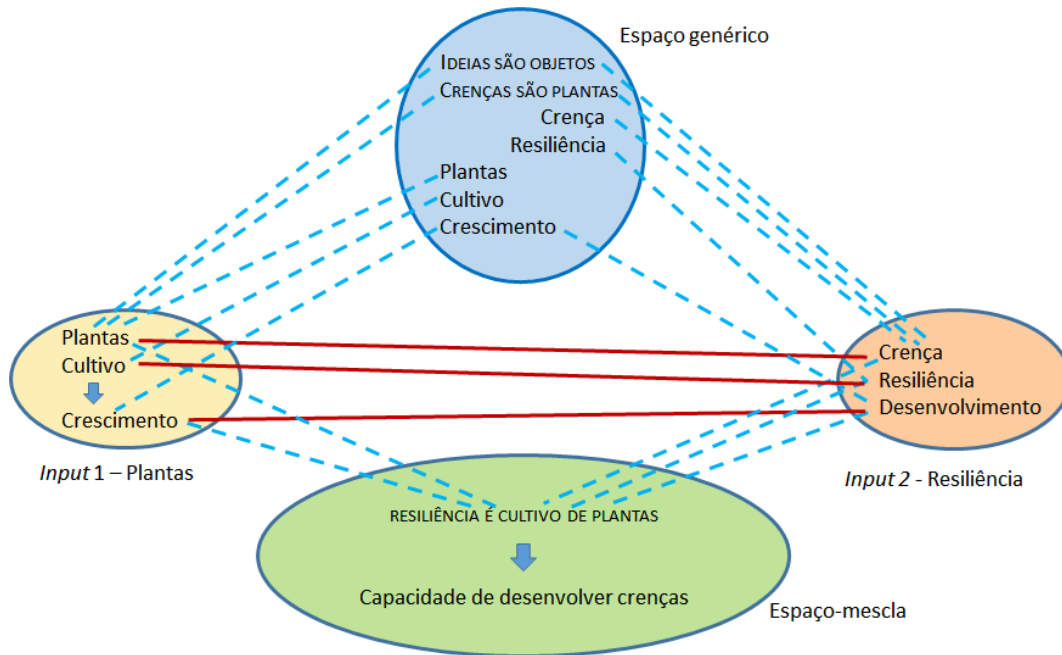 Espaço genérico
IDEIAS SÃO OBJETOS
CRENÇAS SÃO PLANTAS
Crença
Resiliência
Plantas
Cultivo
Crescimento
Plantas
Cultivo
Crescimento
Input 1 – Plantas
Crença
Resiliência
Desenvolvimento
Input 2 - Resiliência
RESILIÊNCIA É CULTIVO DE PLANTAS
Capacidade de desenvolver crenças
Espaço-mescla